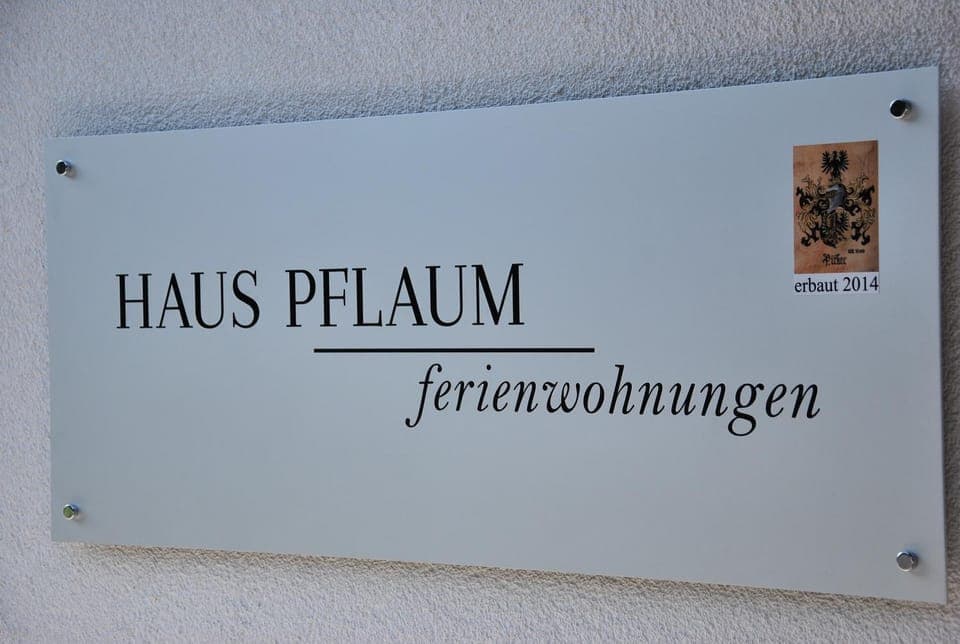 HAUS PFLAUM
ferienwohnungen
erbaut 2014